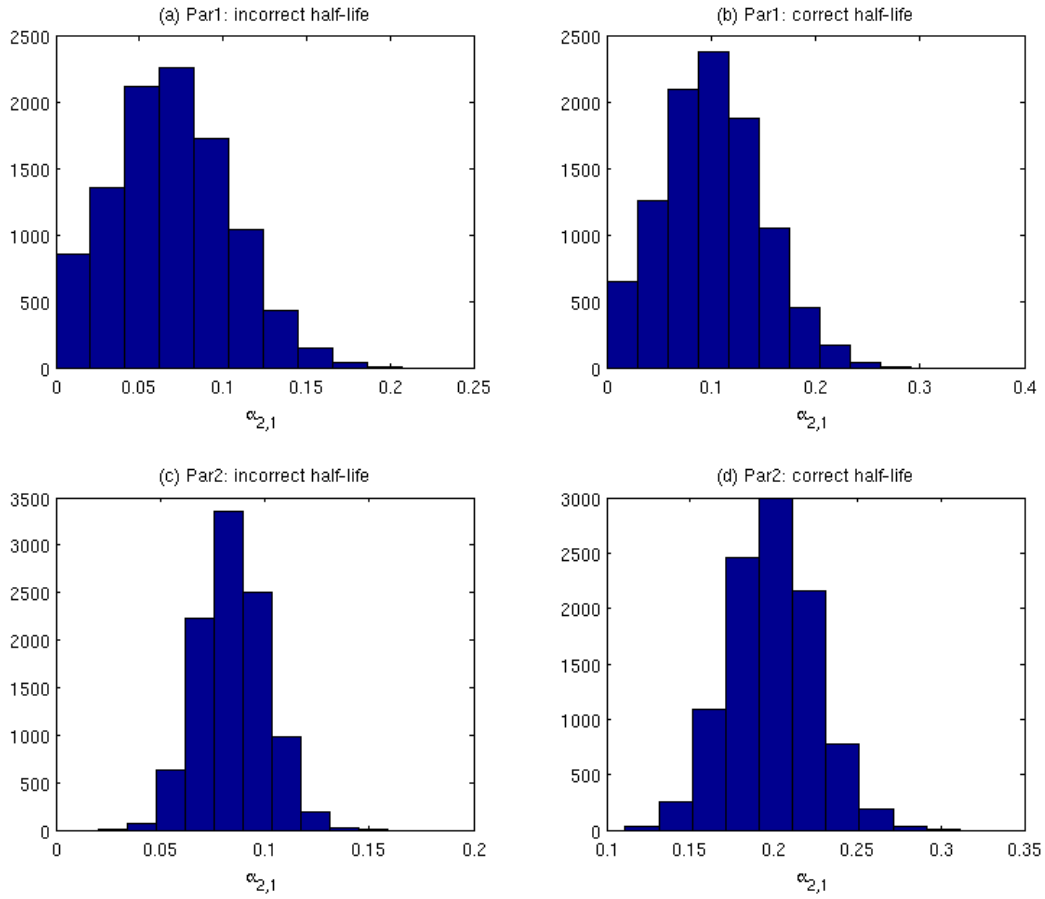 (a) Par1: incorrect half-life
2500
2000
1500
1000
500
0
0 0.05 0.1 0.15 0.2 0.25
α2,1
(b) Par1: correct half-life
2500
2000
1500
1000
500
0
0 0.1 0.2 0.3 0.4
α2,1
(c) Par2: incorrect half-life
3500
3000
2500
2000
1500
1000
500
0
0 0.05 0.1 0.15 0.2
α2,1
(d) Par2: correct half-life
3000
2500
2000
1500
1000
500
0
0.1 0.15 0.2 0.25 0.3 0.35
α2,1